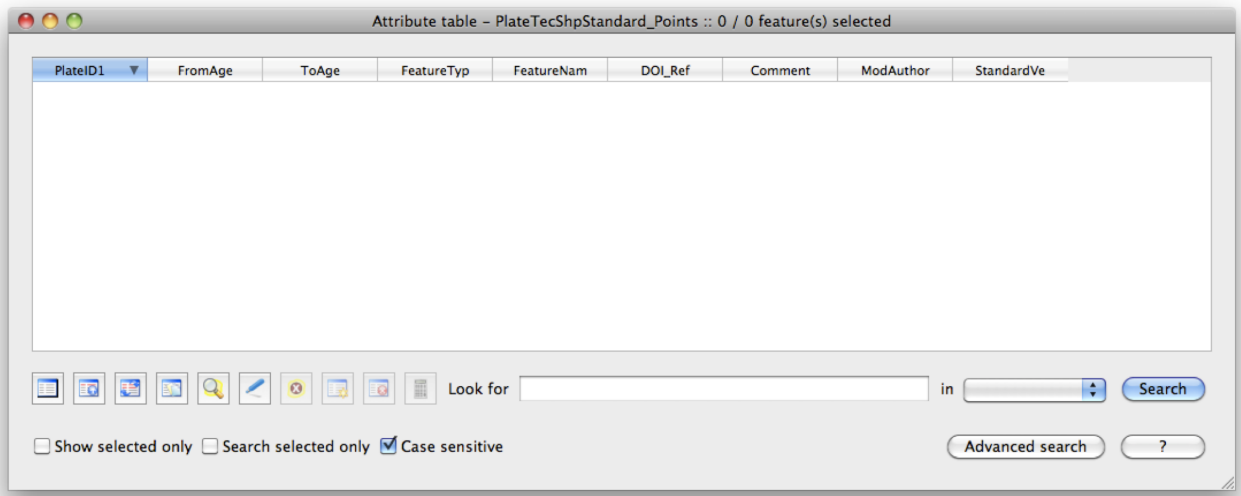 Attribute table – PlateTecShpStandard_Points :: 0 / 0 feature(s) selected
PlateID1 FromAge ToAge FeatureTyp FeatureNam DOI_Ref Comment ModAuthor StandardVe
Look for in Search
Show selected only Search selected only Case sensitive Advanced search ?